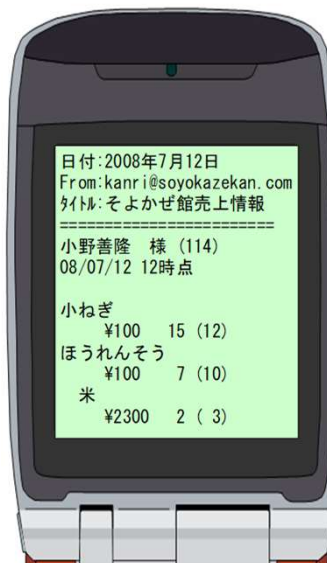 日付:2008年7月12日
From:kanri@soyokazekan.com
ﾀｲﾄﾙ:そよかぜ館売上情報
========================
小野善隆 様 (114)
08/07/12 12時点
小ねぎ
¥100 15 (12)
ほうれんそう
¥100 7 (10)
米
¥2300 2 ( 3)